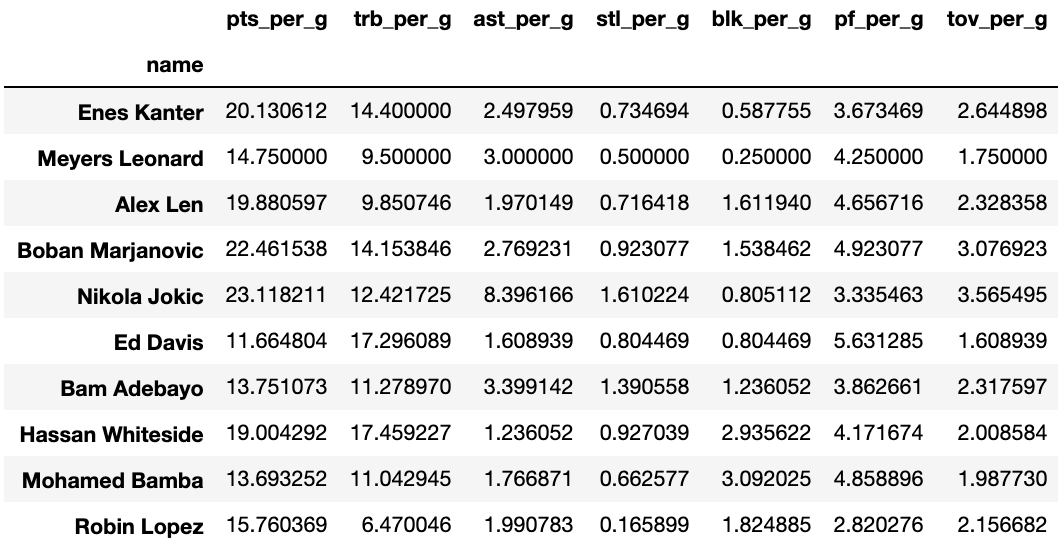 pts_per_g trb_per_g ast_per_g stl_per_g blk_per_g pf_per_g tov_per_g
name
Enes Kanter 20.130612 14.400000 2.497959 0.734694 0.587755 3.673469 2.644898
Meyers Leonard 14.750000 9.500000 3.000000 0.500000 0.250000 4.250000 1.750000
Alex Len 19.880597 9.850746 1.970149 0.716418 1.611940 4.656716 2.328358
Boban Marjanovic 22.461538 14.153846 2.769231 0.923077 1.538462 4.923077 3.076923
Nikola Jokic 23.118211 12.421725 8.396166 1.610224 0.805112 3.335463 3.565495
Ed Davis 11.664804 17.296089 1.608939 0.804469 0.804469 5.631285 1.608939
Bam Adebayo 13.751073 11.278970 3.399142 1.390558 1.236052 3.862661 2.317597
Hassan Whiteside 19.004292 17.459227 1.236052 0.927039 2.935622 4.171674 2.008584
Mohamed Bamba 13.693252 11.042945 1.766871 0.662577 3.092025 4.858896 1.987730
Robin Lopez 15.760369 6.470046 1.990783 0.165899 1.824885 2.820276 2.156682